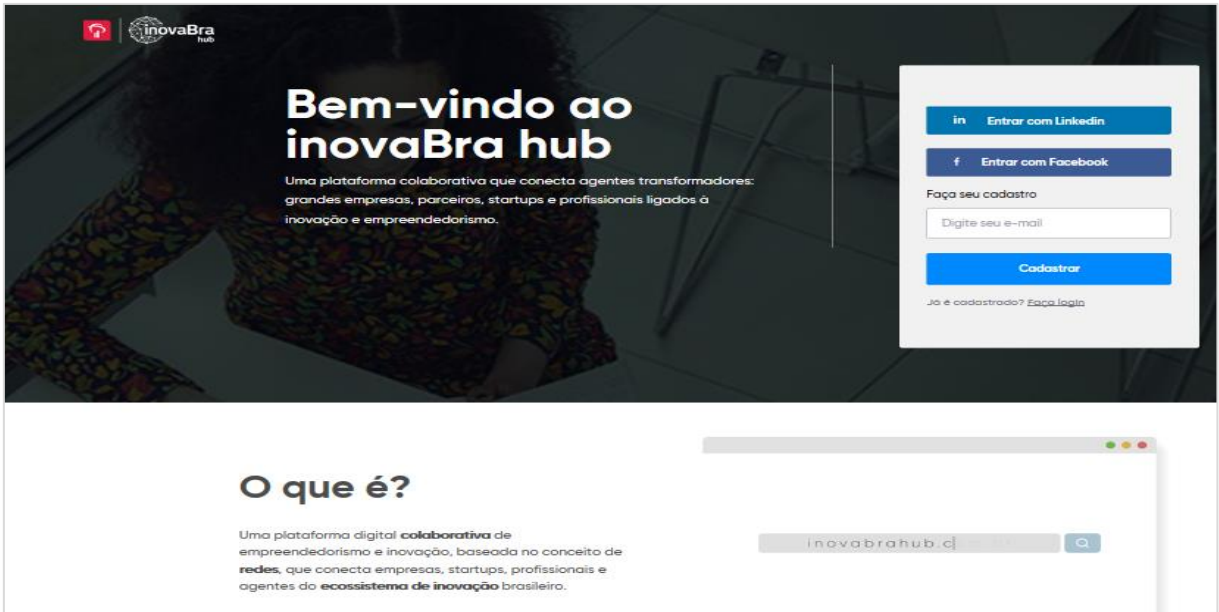 inovaBra
hub
Bem-vindo ao
inovaBra hub
Uma plataforma colaborativa que conecta agentes transformadores:
grandes empresas, parceiros, startups e profissionais ligados à
inovação e empreendedorismo.
in Entrar com Linkedin
f Entrar com Facebook
Faça seu cadastro
Digite seu e-mail
Cadastrar
Já é cadastrado? Faça login
O que é?
Uma plataforma digital colaborativa de
empreendedorismo e inovação, baseada no conceito de
redes, que conecta empresas, startups, profissionais e
agentes do ecossistema de inovação brasileiro.
inovabrahub.c